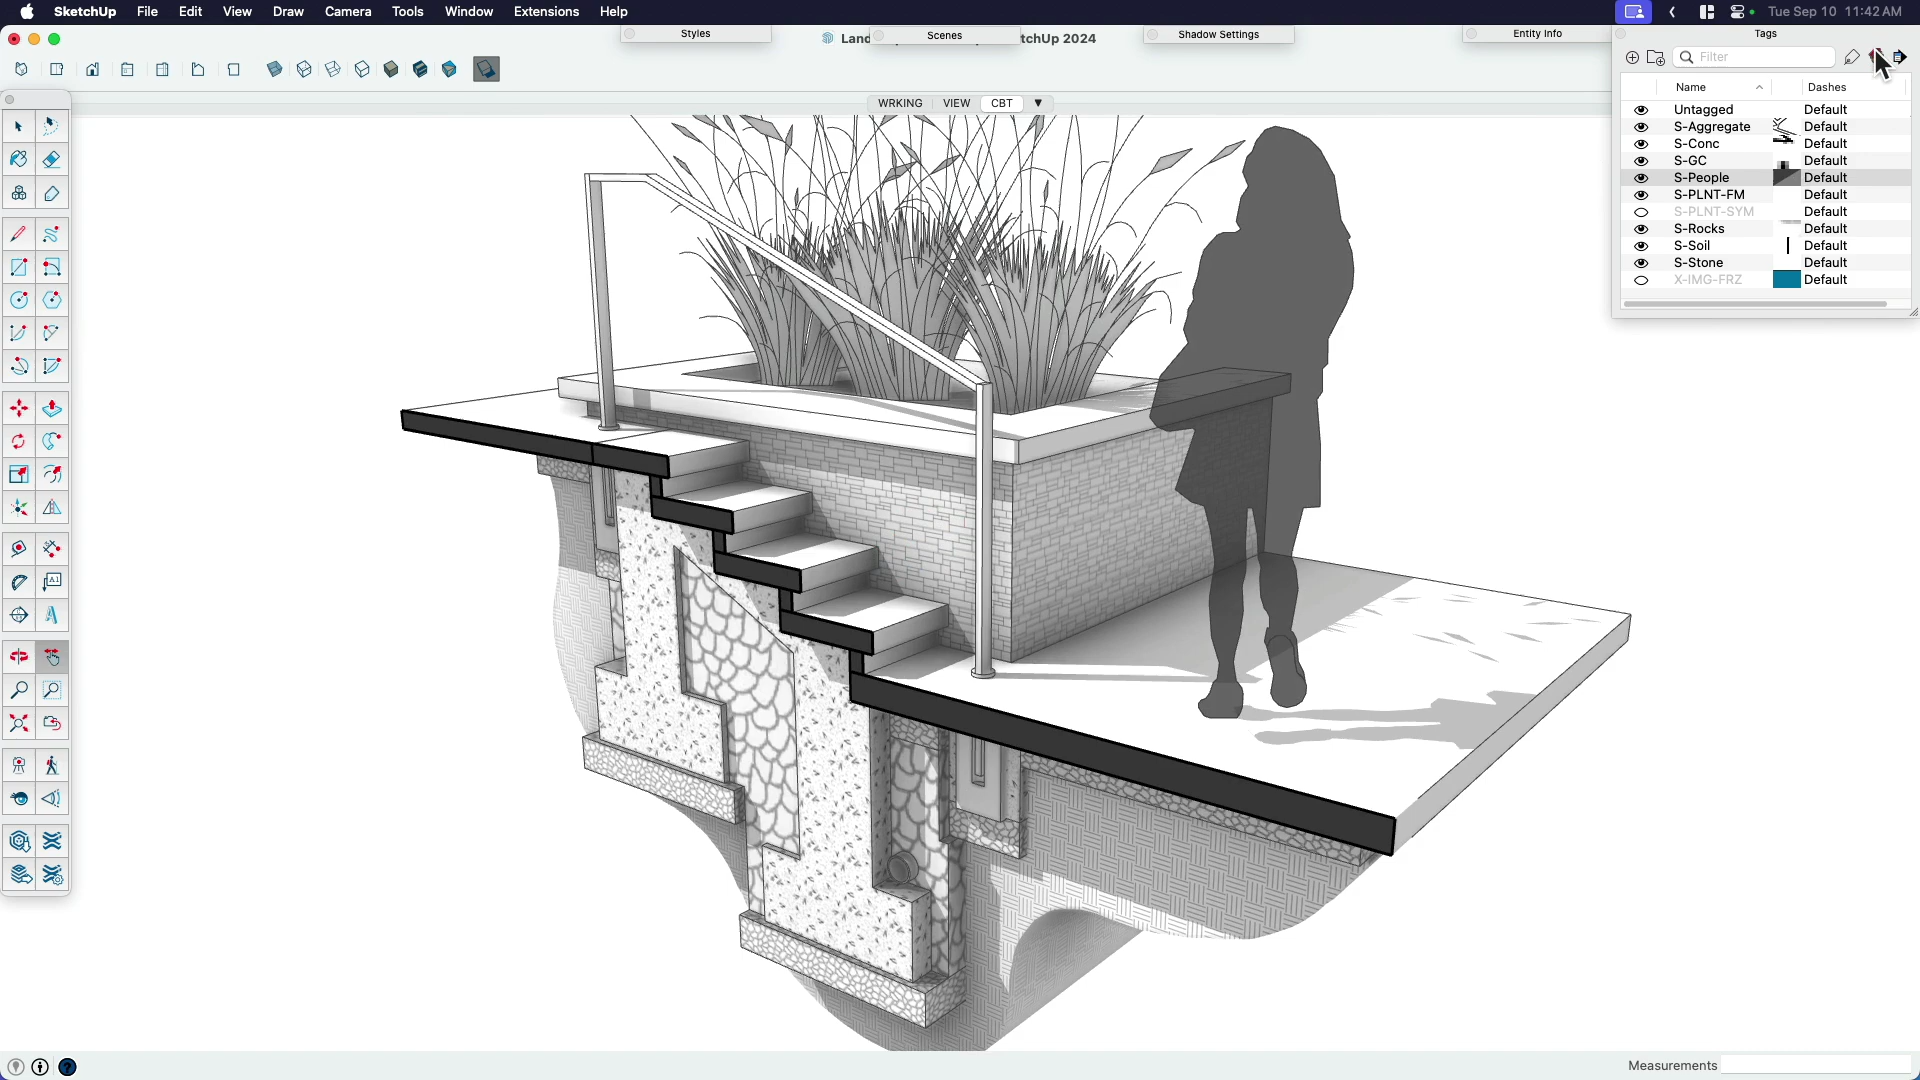 SketchUp File Edit View Draw Camera Tools Window Extensions Help Tue Sep 10 11:42 AM
Styles Scenes Shadow Settings Entity Info Tags
Land tchUp 2024
Filter
WRKING VIEW CBT
Name Dashes
Untagged Default
S-Aggregate Default
S-Conc Default
S-GC Default
S-People Default
S-PLNT-FM Default
S-PLNT-SYM Default
S-Rocks Default
S-Soil Default
S-Stone Default
X-IMG-FRZ Default
A1
Measurements